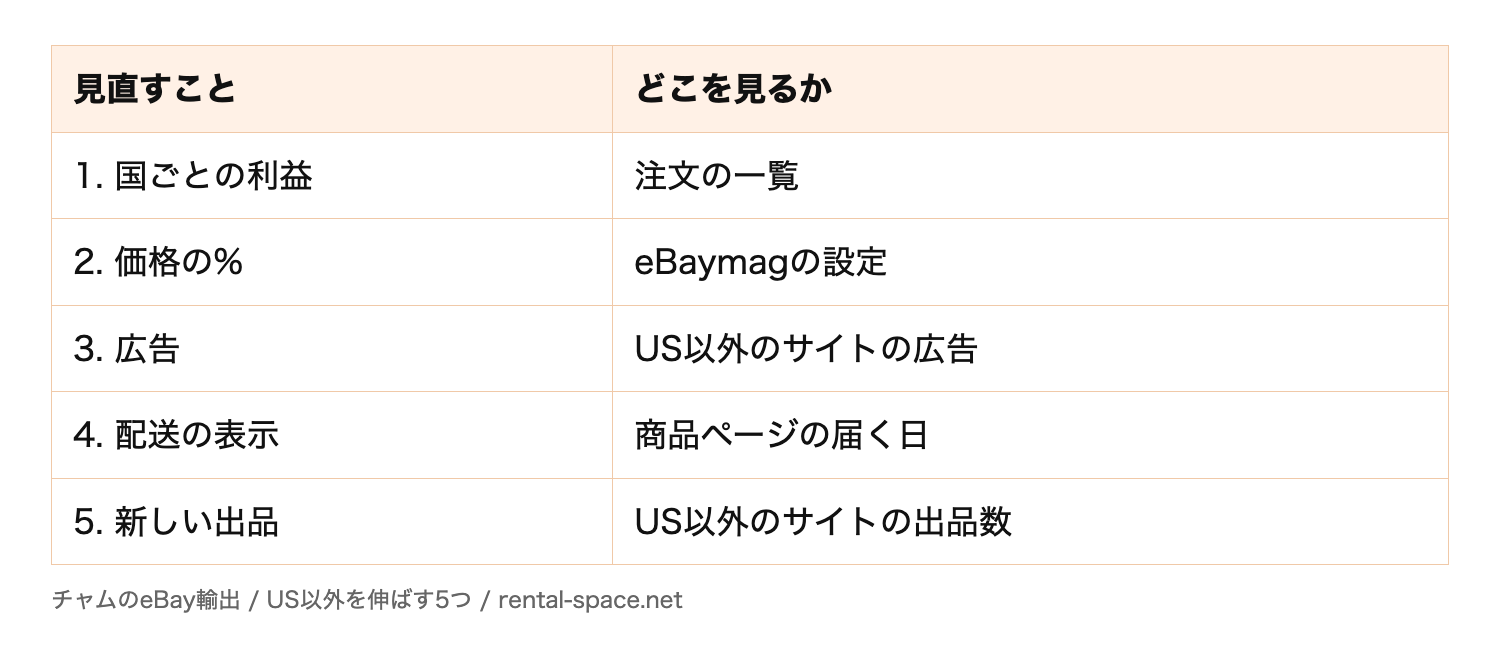 見直すこと どこを見るか
1. 国ごとの利益 注文の一覧
2. 価格の% eBaymagの設定
3. 広告 US以外のサイトの広告
4. 配送の表示 商品ページの届く日
5. 新しい出品 US以外のサイトの出品数
チャムのeBay輸出 / US以外を伸ばす5つ / rental-space.net